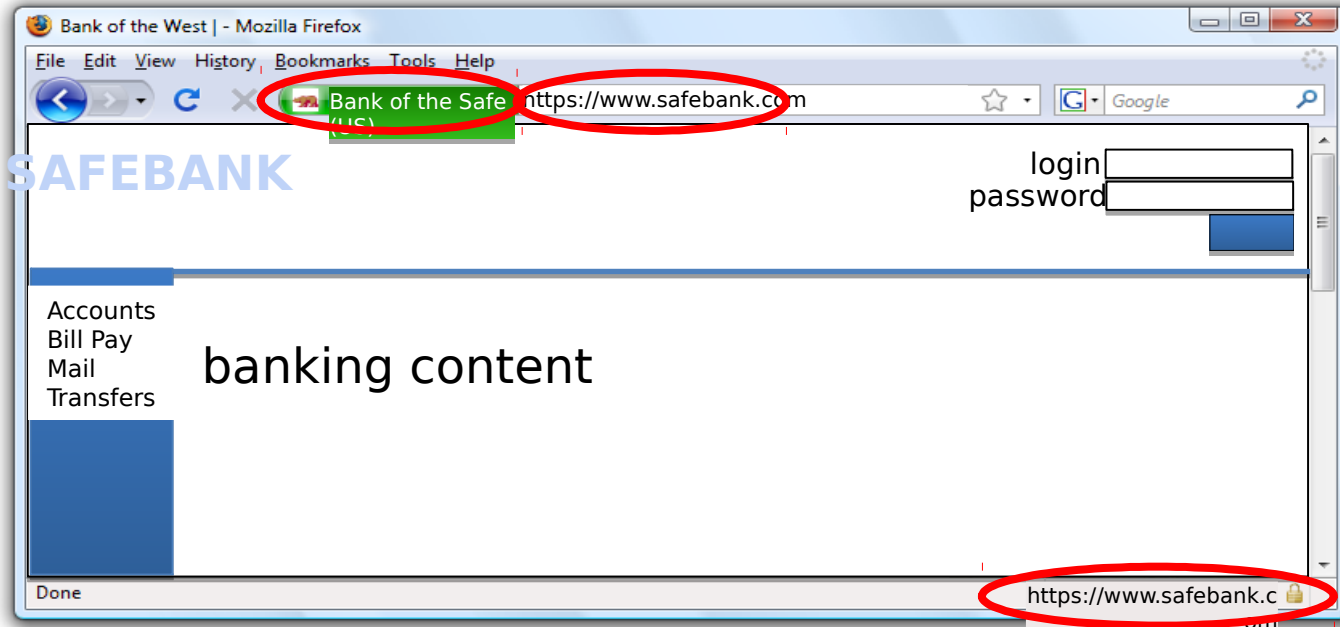 Bank of the West | - Mozilla Firefox
File Edit View History Bookmarks Tools Help
Bank of the Safe
(US)
https://www.safebank.com
G Google
SAFEBANK
login
password
Accounts
Bill Pay
Mail
Transfers
banking content
Done
https://www.safebank.c
om